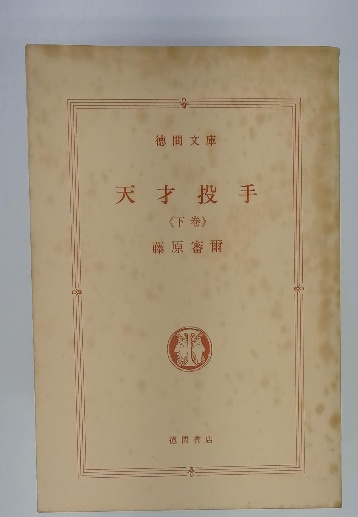 徳間文庫
天才投手
《下巻》
藤原審爾
徳間書店